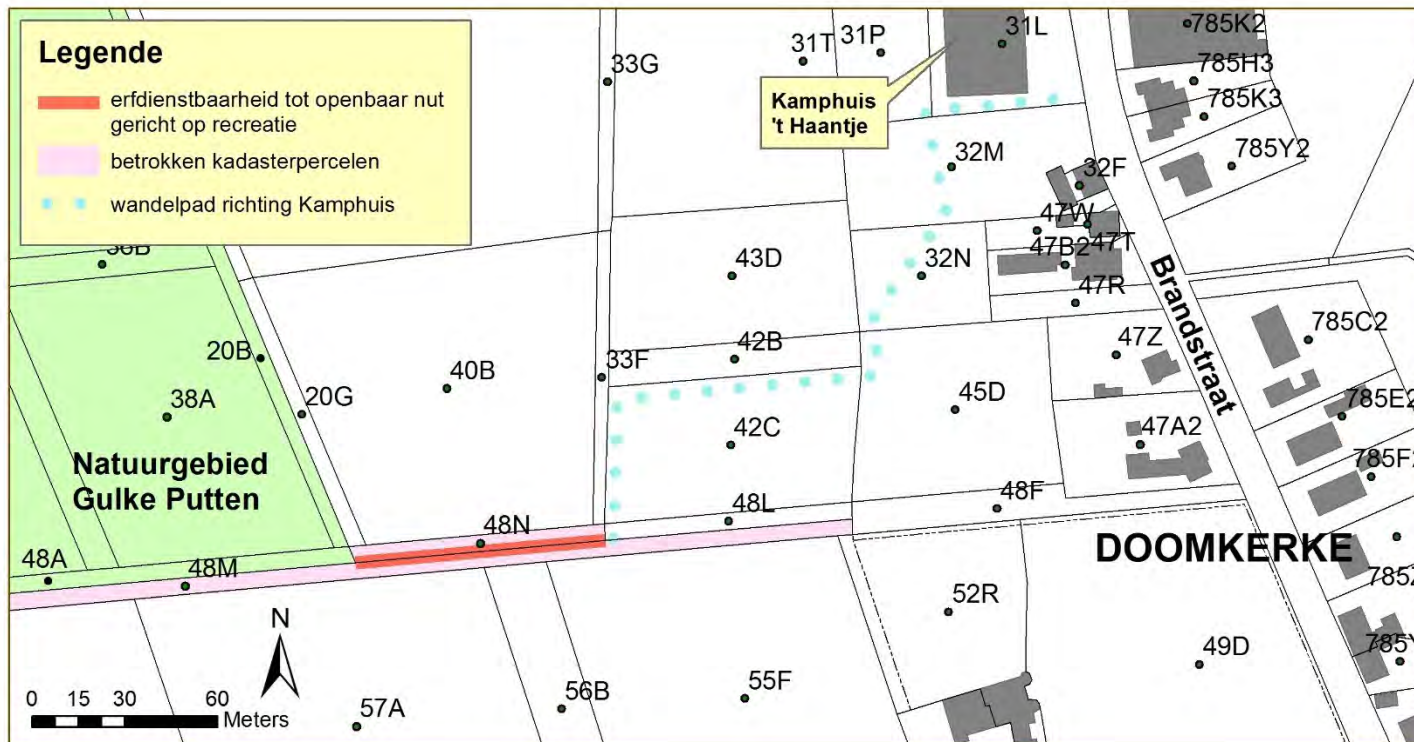 Legende
erfdienstbaarheid tot openbaar nut
gericht op recreatie
betrokken kadasterpercelen
wandelpad richting Kamphuis
Kamphuis
't Haantje
31T
31P
31L
33G
785K2
785H3
785K3
785Y2
32M
32F
47W
47T
47B2
47R
43D
32N
Brandstraat
20B
40B
33F
42B
47Z
785C2
38A
20G
45D
785E2
42C
47A2
Natuurgebied
Gulke Putten
48N
48L
48F
DOOMKERKE
48A
48M
52R
49D
N
0 15 30 60
Meters
57A
56B
55F